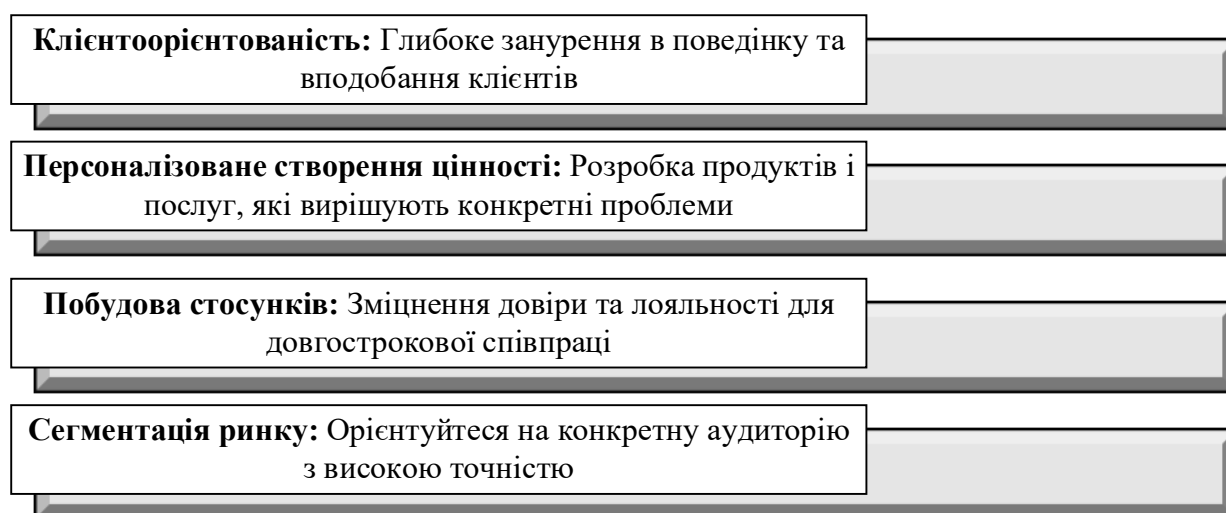 Клієнтоорієнтованість: Глибоке занурення в поведінку та
вподобання клієнтів
Персоналізоване створення цінності: Розробка продуктів і
послуг, які вирішують конкретні проблеми
Побудова стосунків: Зміцнення довіри та лояльності для
довгострокової співпраці
Сегментація ринку: Орієнтуйтеся на конкретну аудиторію
з високою точністю